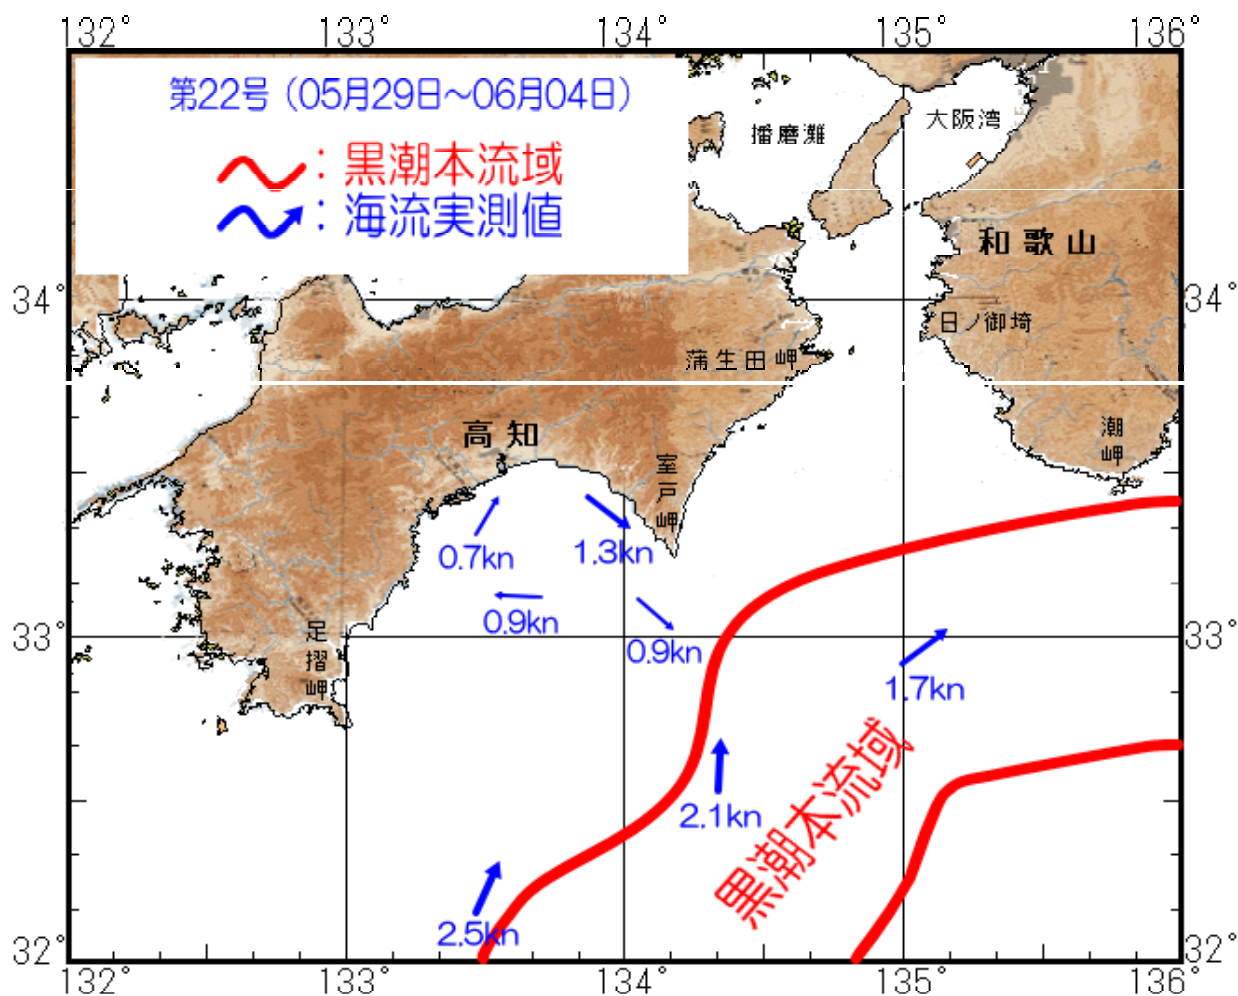 132° 133° 134° 135° 136°
第22号（05月29日～06月04日）
：黒潮本流域
：海流実測値
播磨灘
大阪湾
和歌山
34° 34°
日ノ御埼
蒲生田岬
高知
潮岬
室戸岬
0.7kn
1.3kn
0.9kn
0.9kn
足摺岬
33° 33°
1.7kn
黒潮本流域
2.1kn
2.5kn
32° 32°
132° 133° 134° 135° 136°